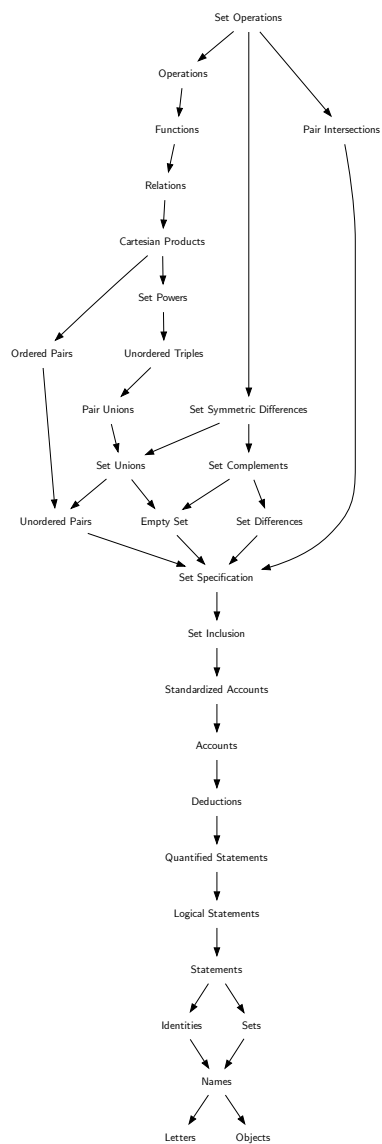 Set Operations
Operations
Functions
Pair Intersections
Relations
Cartesian Products
Set Powers
Ordered Pairs
Unordered Triples
Pair Unions
Set Symmetric Differences
Set Unions
Set Complements
Unordered Pairs
Empty Set
Set Differences
Set Specification
Set Inclusion
Standardized Accounts
Accounts
Deductions
Quantified Statements
Logical Statements
Statements
Identities
Sets
Names
Letters
Objects